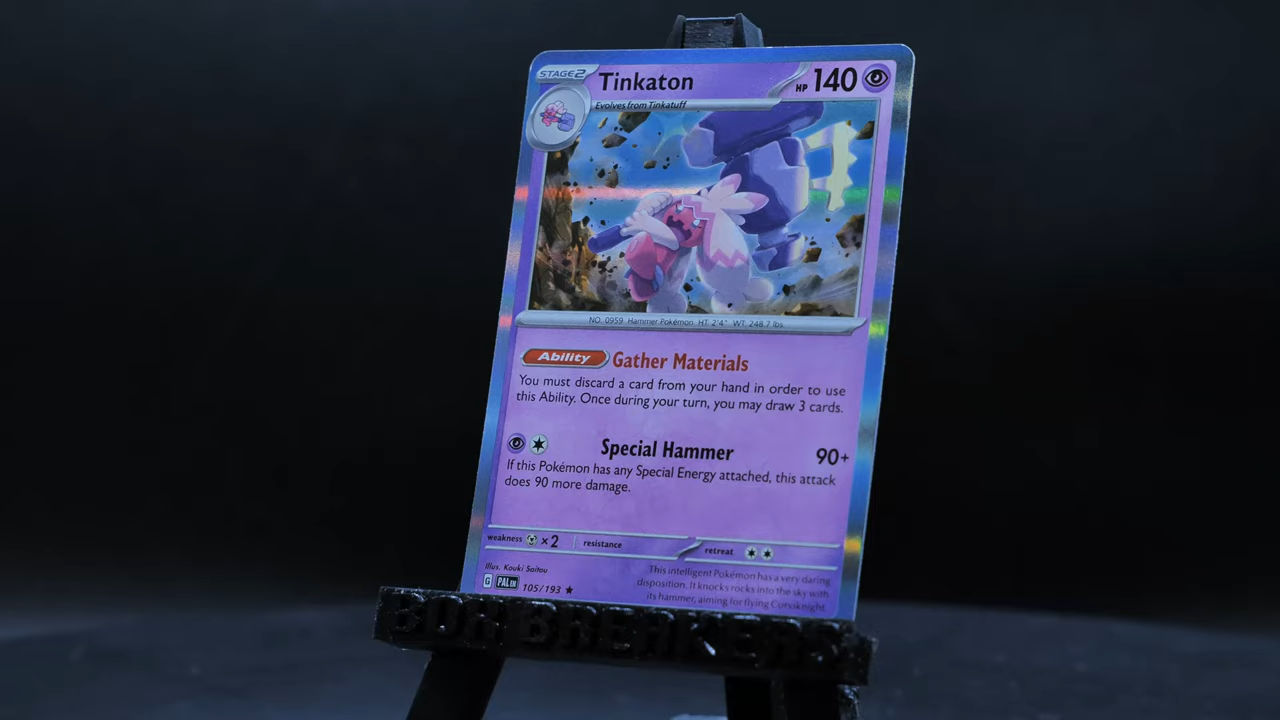 STAGE2
Tinkaton
HP 140
Evolves from Tinkatuff
NO. 0959 Hammer Pokémon HT: 2'4" WT: 248.7 lbs.
Ability Gather Materials
You must discard a card from your hand in order to use
this Ability. Once during your turn, you may draw 3 cards.
Special Hammer 90+
If this Pokémon has any Special Energy attached, this attack
does 90 more damage.
weakness ×2 resistance retreat
Illus. Kouki Saitou
G PAL EN 105/193
This intelligent Pokémon has a very daring
disposition. It knocks rocks into the sky with
its hammer, aiming for flying Corviknight.
BOX BREAKERS